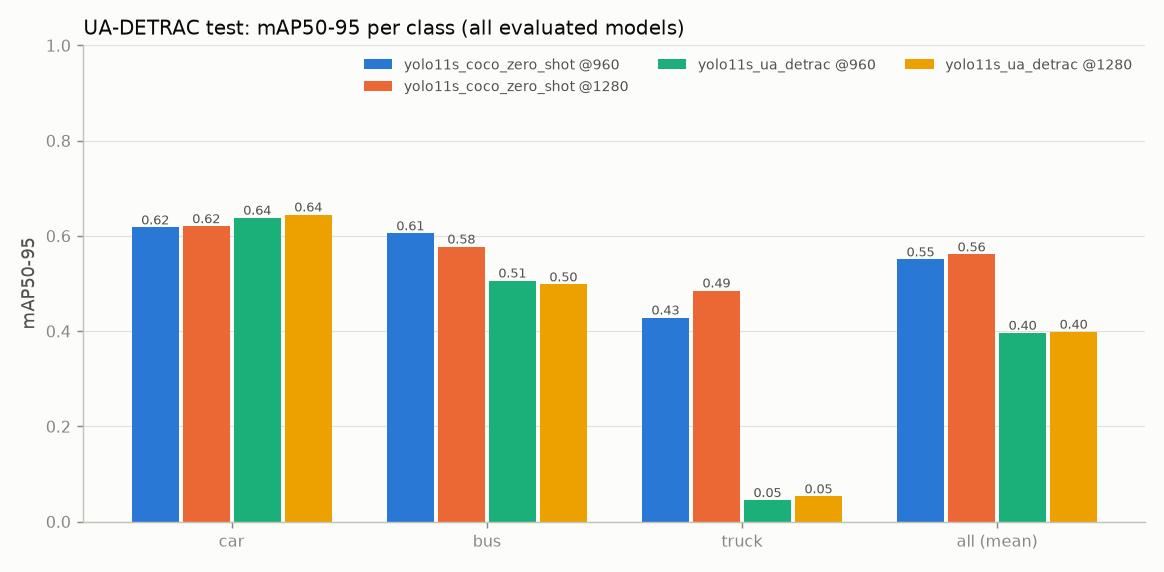 UA-DETRAC test: mAP50-95 per class (all evaluated models)
yolo11s_coco_zero_shot @960
yolo11s_coco_zero_shot @1280
yolo11s_ua_detrac @960
yolo11s_ua_detrac @1280
mAP50-95
1.0
0.8
0.6
0.4
0.2
0.0
0.62
0.62
0.64
0.64
0.61
0.58
0.51
0.50
0.43
0.49
0.05
0.05
0.55
0.56
0.40
0.40
car
bus
truck
all (mean)